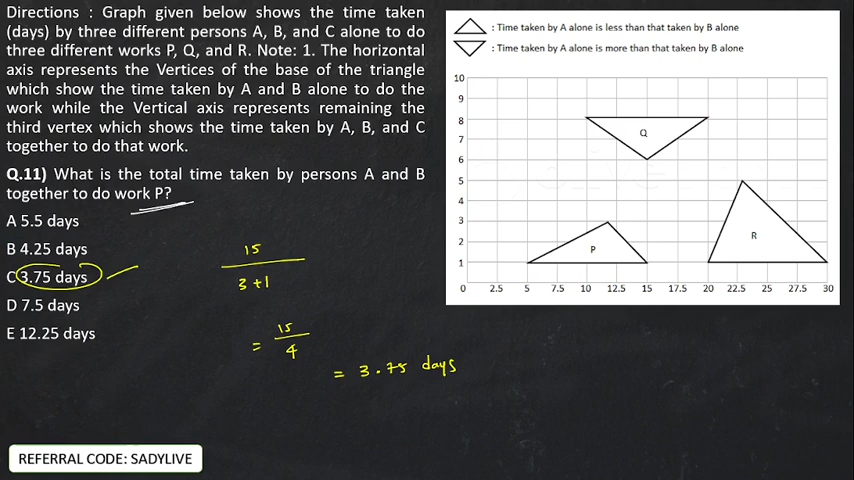 Directions : Graph given below shows the time taken
(days) by three different persons A, B, and C alone to do
three different works P, Q, and R. Note: 1. The horizontal
axis represents the Vertices of the base of the triangle
which show the time taken by A and B alone to do the
work while the Vertical axis represents remaining the
third vertex which shows the time taken by A, B, and C
together to do that work.
Q.11) What is the total time taken by persons A and B
together to do work P?
A 5.5 days
B 4.25 days
C 3.75 days
D 7.5 days
E 12.25 days
15
3+1
= 15
4
= 3.75 days
REFERRAL CODE: SADYLIVE
: Time taken by A alone is less than that taken by B alone
: Time taken by A alone is more than that taken by B alone
10
9
8
7
6
5
4
3
2
1
Q
P
R
0 2.5 5 7.5 10 12.5 15 17.5 20 22.5 25 27.5 30